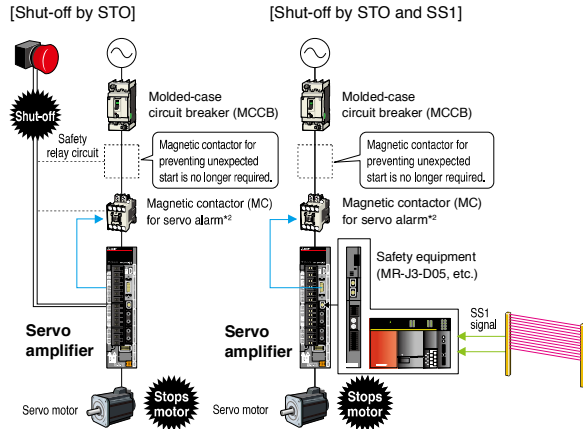 [Shut-off by STO]
[Shut-off by STO and SS1]
Shut-off
Molded-case
circuit breaker (MCCB)
Safety
relay circuit
Magnetic contactor for
preventing unexpected
start is no longer required.
Magnetic contactor (MC)
for servo alarm*2
Servo
amplifier
Servo motor
Stops
motor
Molded-case
circuit breaker (MCCB)
Magnetic contactor for
preventing unexpected
start is no longer required.
Magnetic contactor (MC)
for servo alarm*2
Safety equipment
(MR-J3-D05, etc.)
SS1
signal
Servo
amplifier
Servo motor
Stops
motor